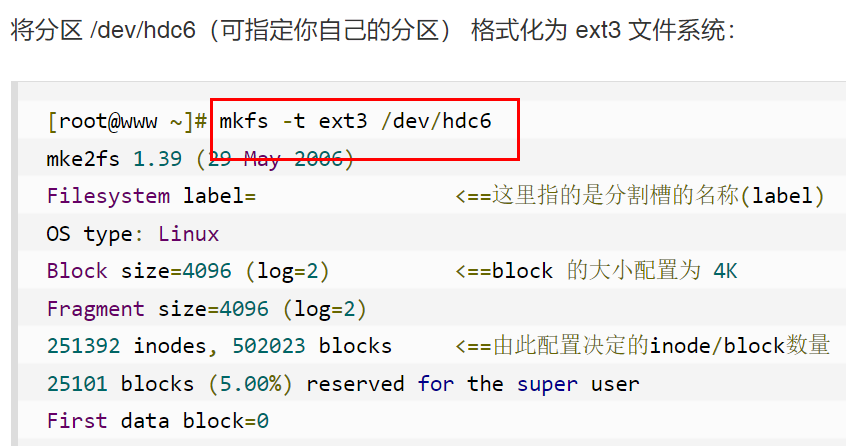 将分区 /dev/hdc6（可指定你自己的分区） 格式化为 ext3 文件系统：
[root@www ~]# mkfs -t ext3 /dev/hdc6
mke2fs 1.39 (29 May 2006)
Filesystem label=                <==这里指的是分割槽的名称(label)
OS type: Linux
Block size=4096 (log=2)          <==block 的大小配置为 4K
Fragment size=4096 (log=2)
251392 inodes, 502023 blocks     <==由此配置决定的inode/block数量
25101 blocks (5.00%) reserved for the super user
First data block=0